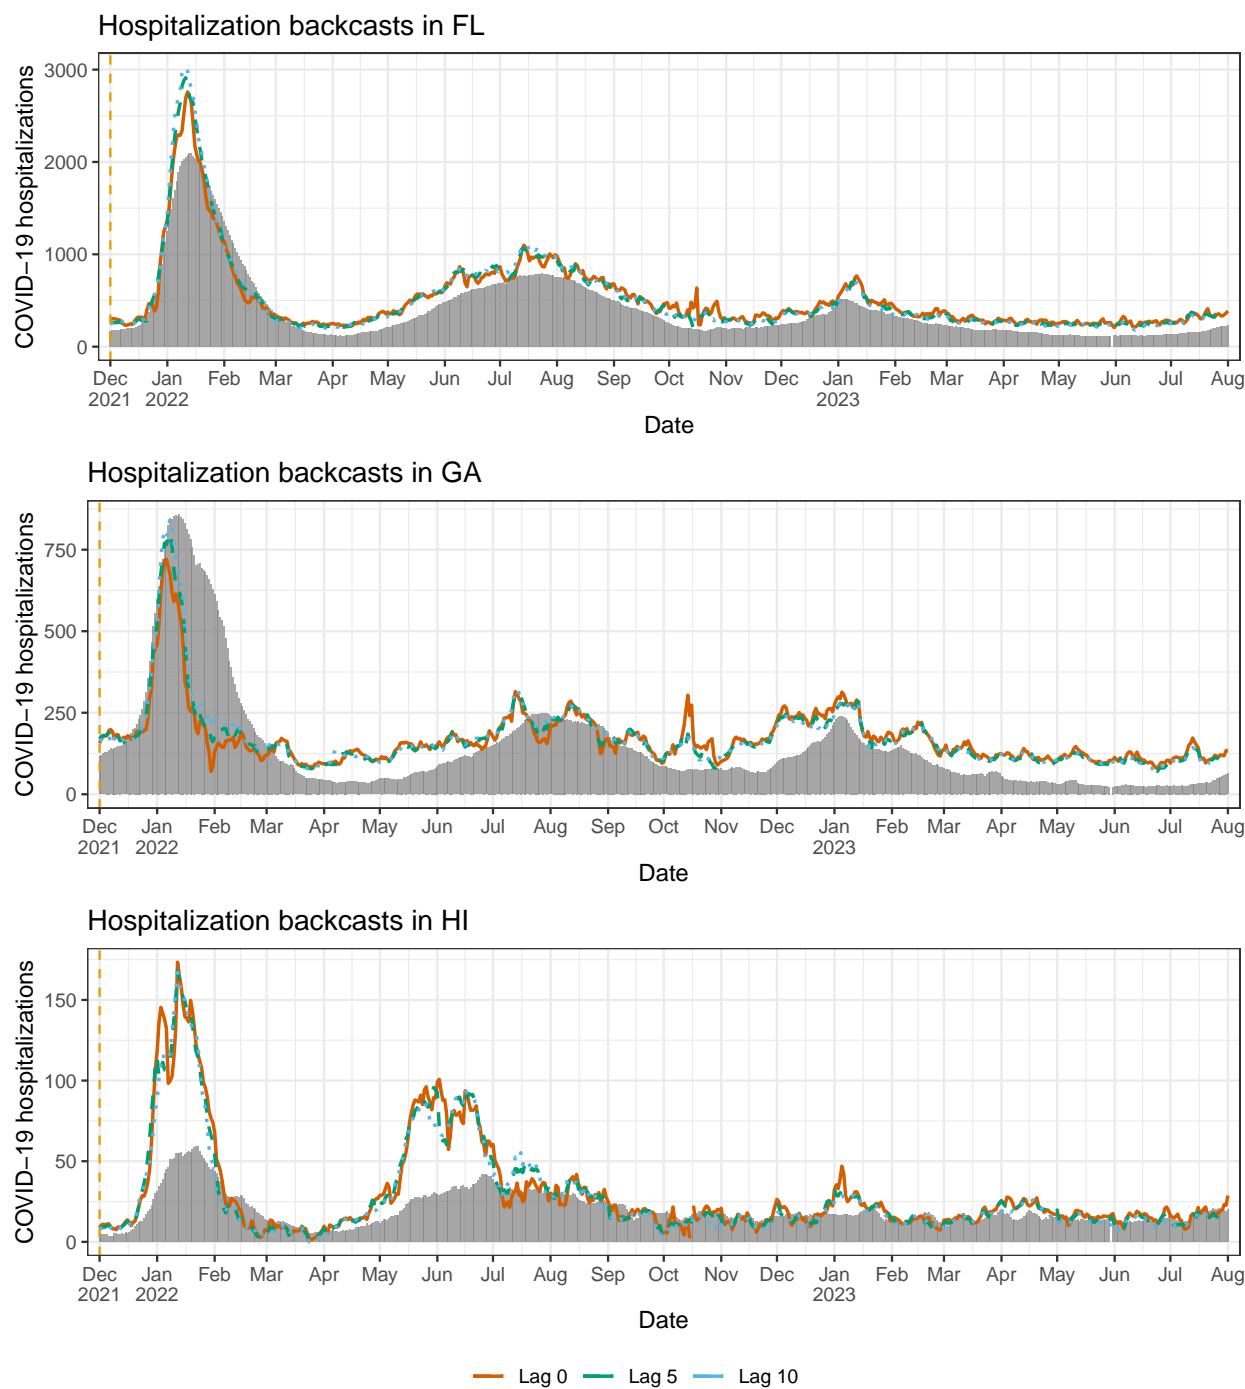 Hospitalization backcasts in FL
COVID−19 hospitalizations
3000
2000
1000
0
Dec Jan Feb Mar Apr May Jun Jul Aug Sep Oct Nov Dec Jan Feb Mar Apr May Jun Jul Aug
2021 2022 2023
Date
Hospitalization backcasts in GA
COVID−19 hospitalizations
750
500
250
0
Dec Jan Feb Mar Apr May Jun Jul Aug Sep Oct Nov Dec Jan Feb Mar Apr May Jun Jul Aug
2021 2022 2023
Date
Hospitalization backcasts in HI
COVID−19 hospitalizations
150
100
50
0
Dec Jan Feb Mar Apr May Jun Jul Aug Sep Oct Nov Dec Jan Feb Mar Apr May Jun Jul Aug
2021 2022 2023
Date
Lag 0 Lag 5 Lag 10